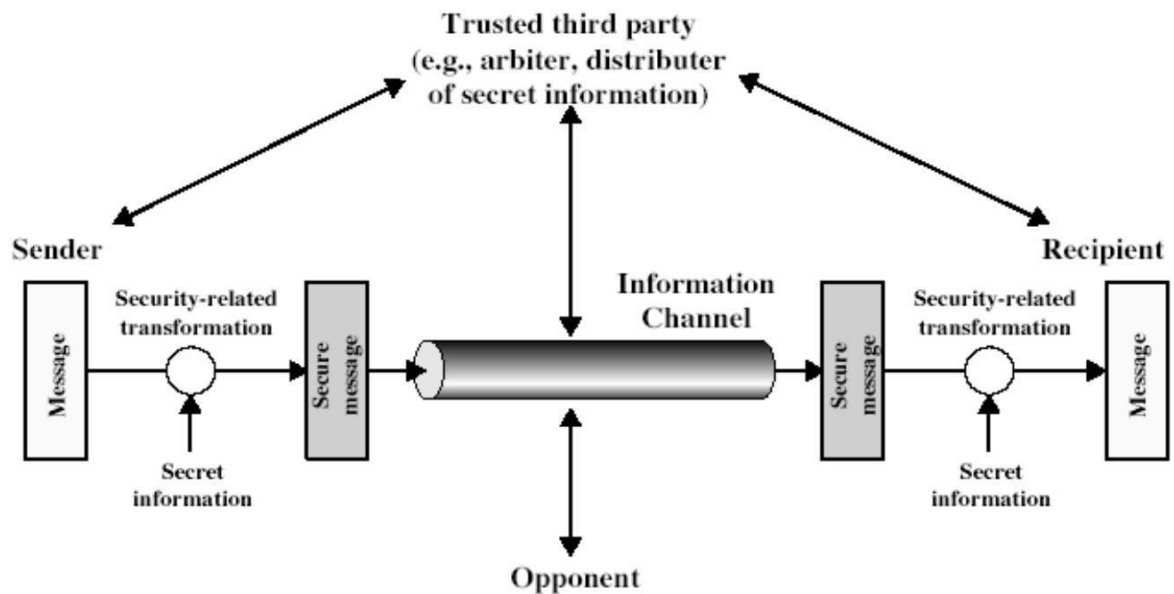 Trusted third party
(e.g., arbiter, distributer
of secret information)
Sender
Recipient
Message
Security-related
transformation
Secret
information
Secure
message
Information
Channel
Secure
message
Security-related
transformation
Secret
information
Message
Opponent